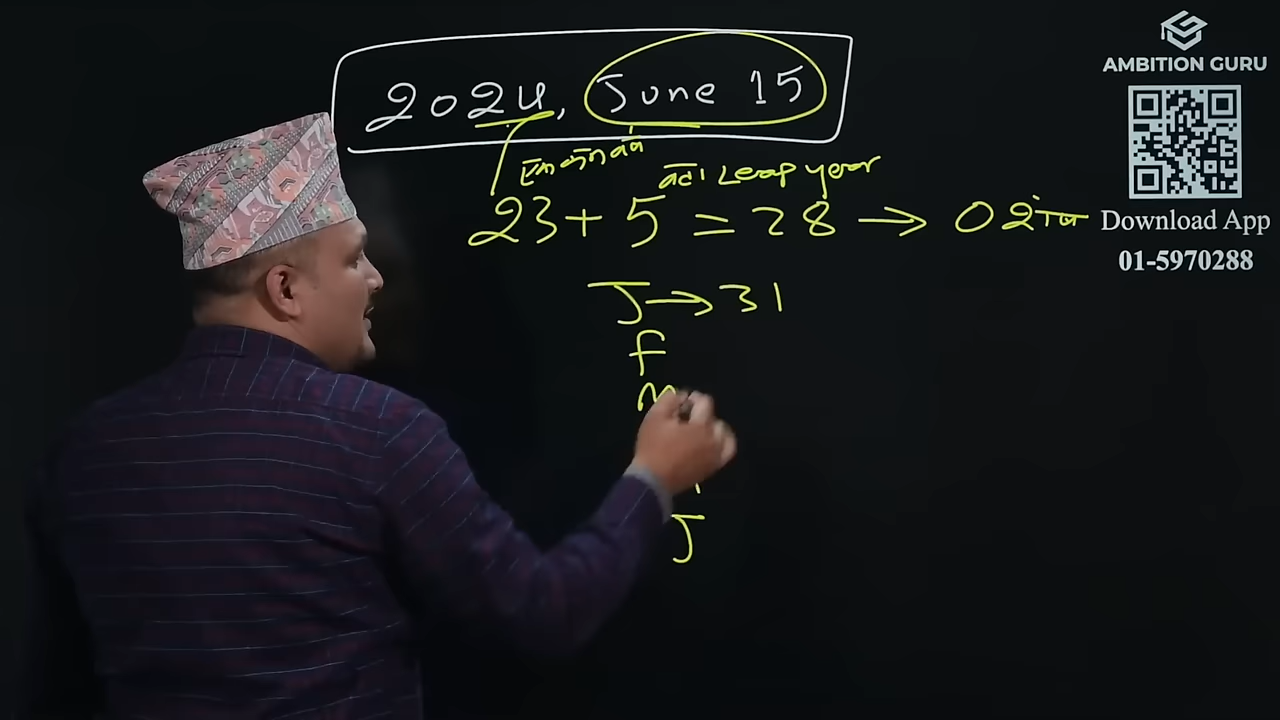 2024, June 15
वटा Leap year
23 + 5 = 28 → 02
J → 31
F
M
J
AMBITION GURU
Download App
01-5970288